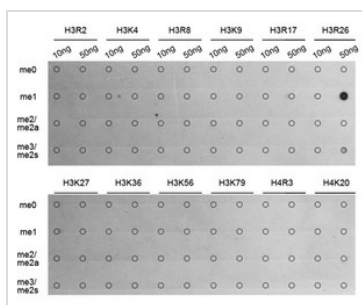 H3R2 H3K4 H3R8 H3K9 H3R17 H3R26
10ng 50ng 10ng 50ng 10ng 50ng 10ng 50ng 10ng 50ng 10ng 50ng
me0
me1
me2/
me2a
me3/
me2s
H3K27 H3K36 H3K56 H3K79 H4R3 H4K20
me0
me1
me2/
me2a
me3/
me2s